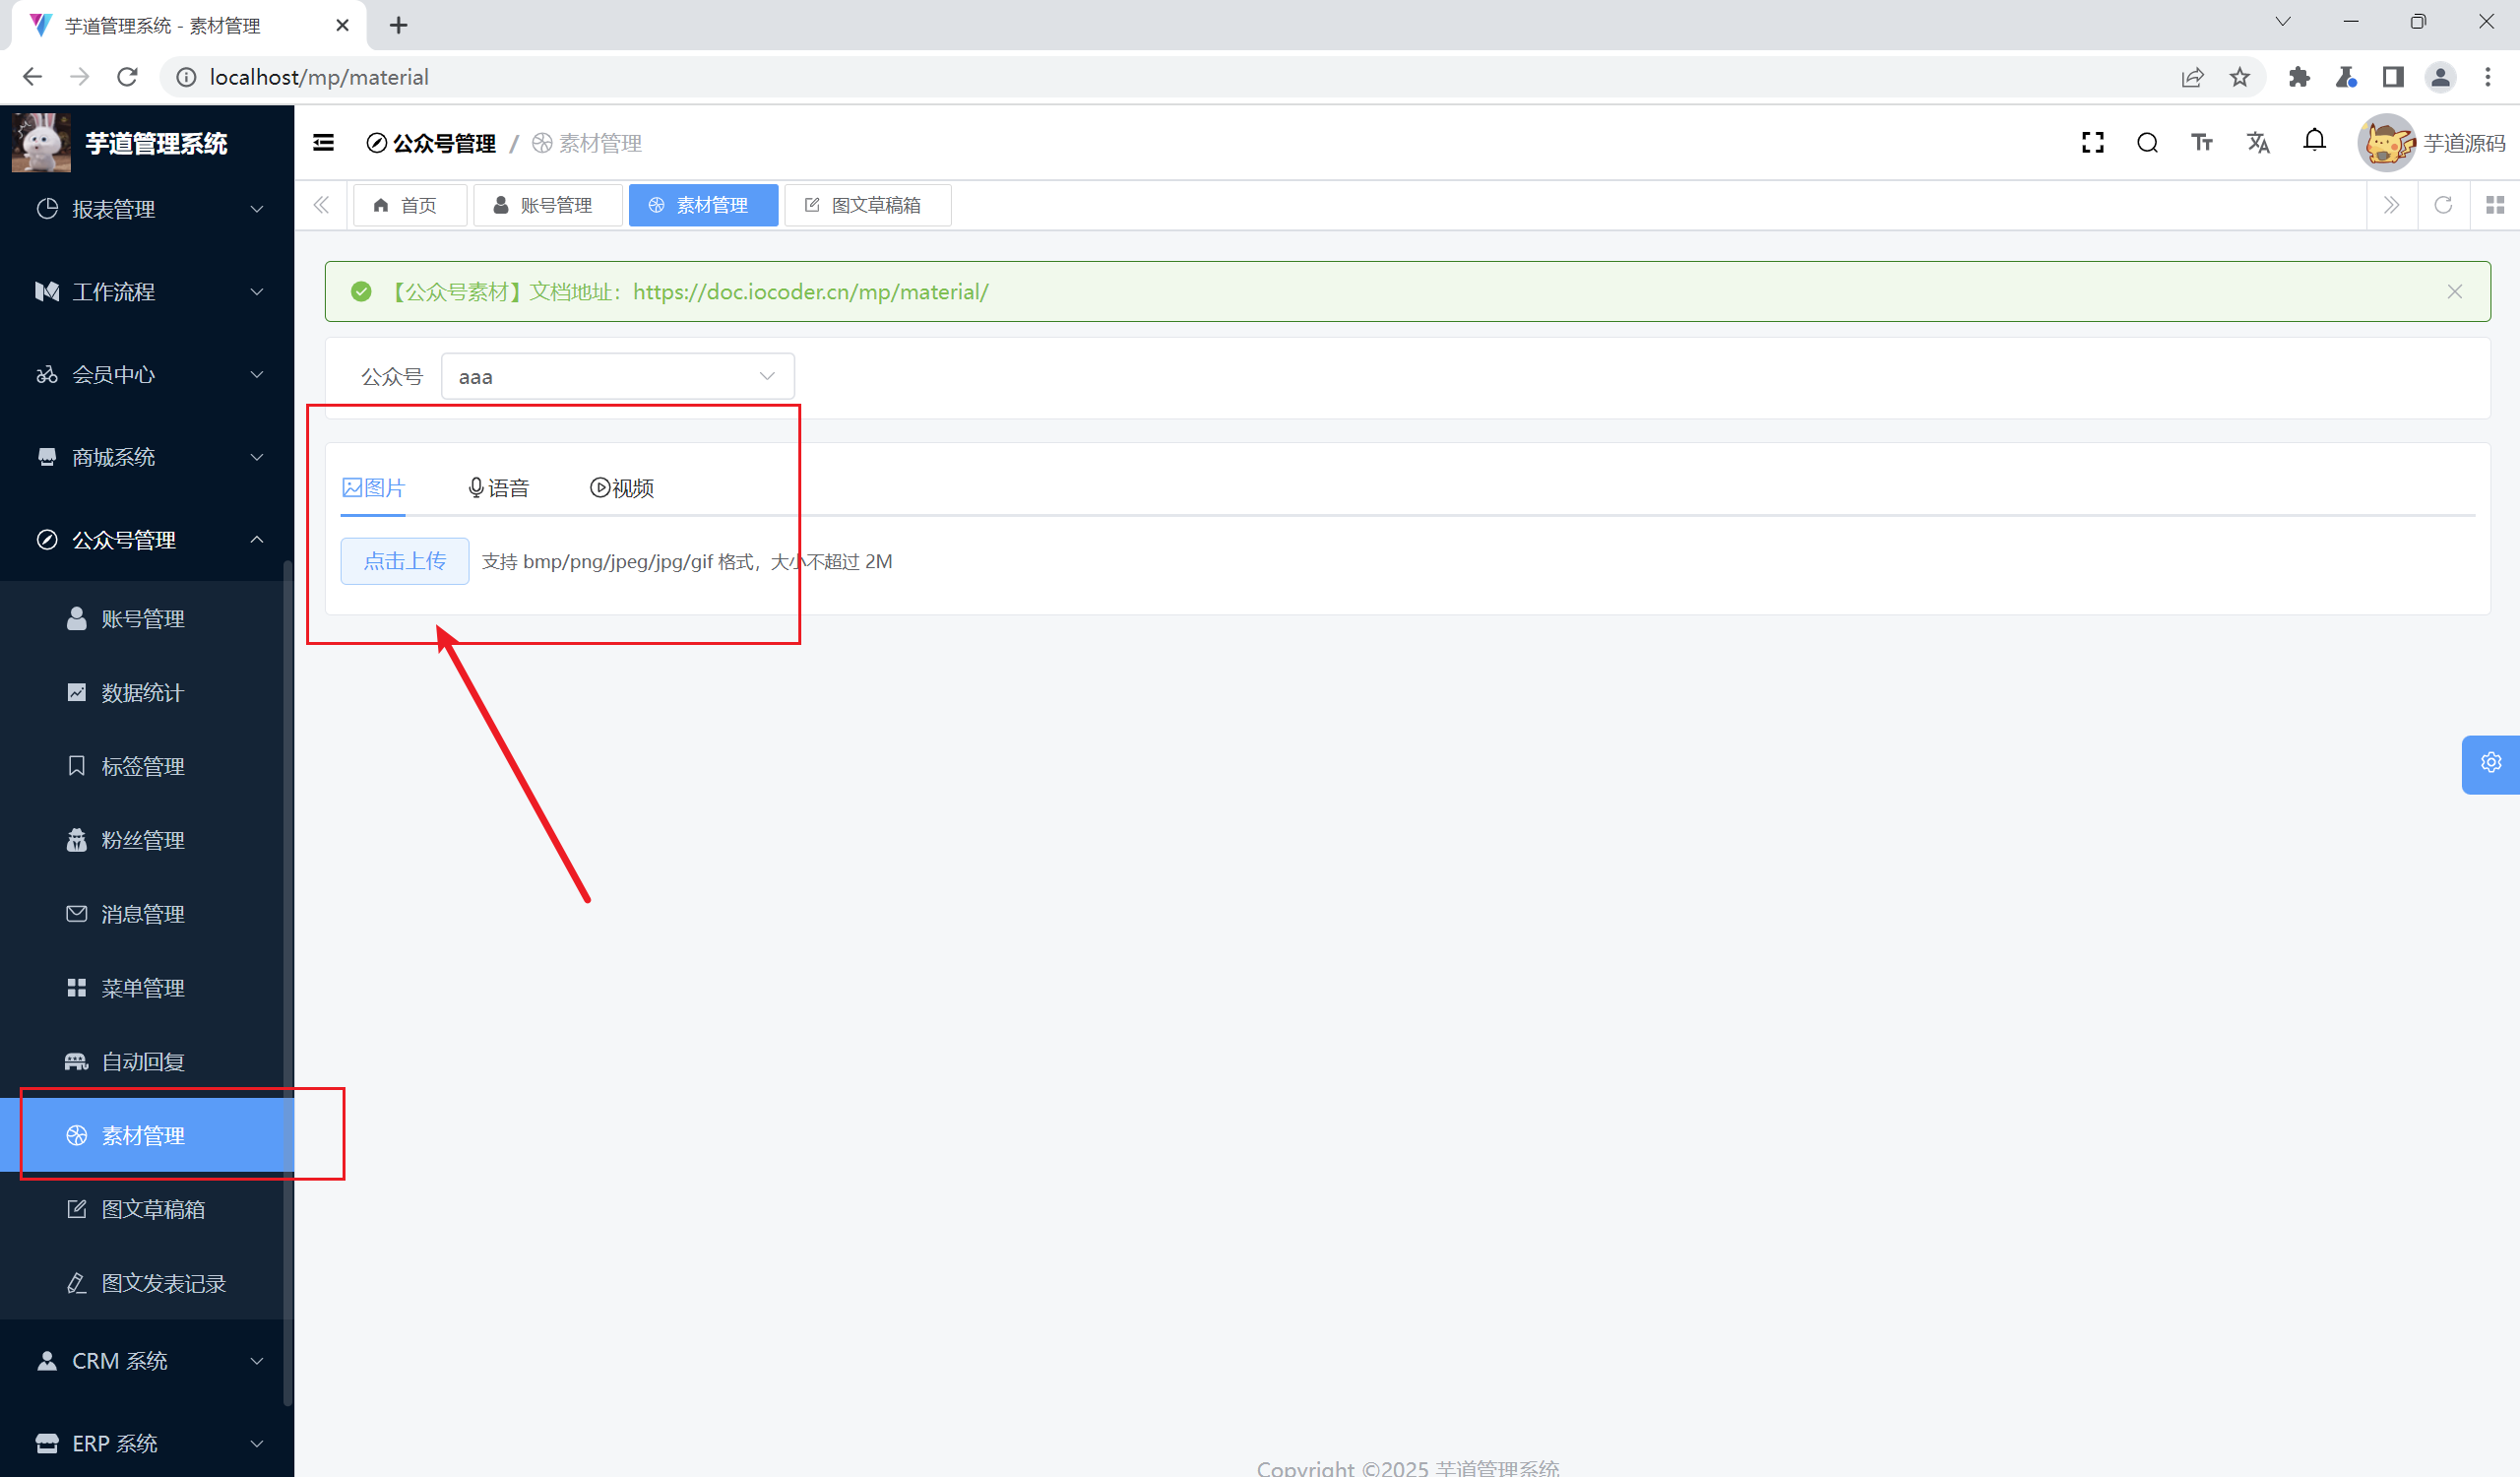 芋道管理系统 - 素材管理
localhost/mp/material
芋道管理系统
公众号管理 / 素材管理
芋道源码
首页
账号管理
素材管理
图文草稿箱
报表管理
工作流程
会员中心
商城系统
公众号管理
账号管理
数据统计
标签管理
粉丝管理
消息管理
菜单管理
自动回复
素材管理
图文草稿箱
图文发表记录
CRM 系统
ERP 系统
【公众号素材】文档地址：https://doc.iocoder.cn/mp/material/
公众号 aaa
图片 语音 视频
点击上传 支持 bmp/png/jpeg/jpg/gif 格式，大小不超过 2M
Copyright ©2025 芋道管理系统